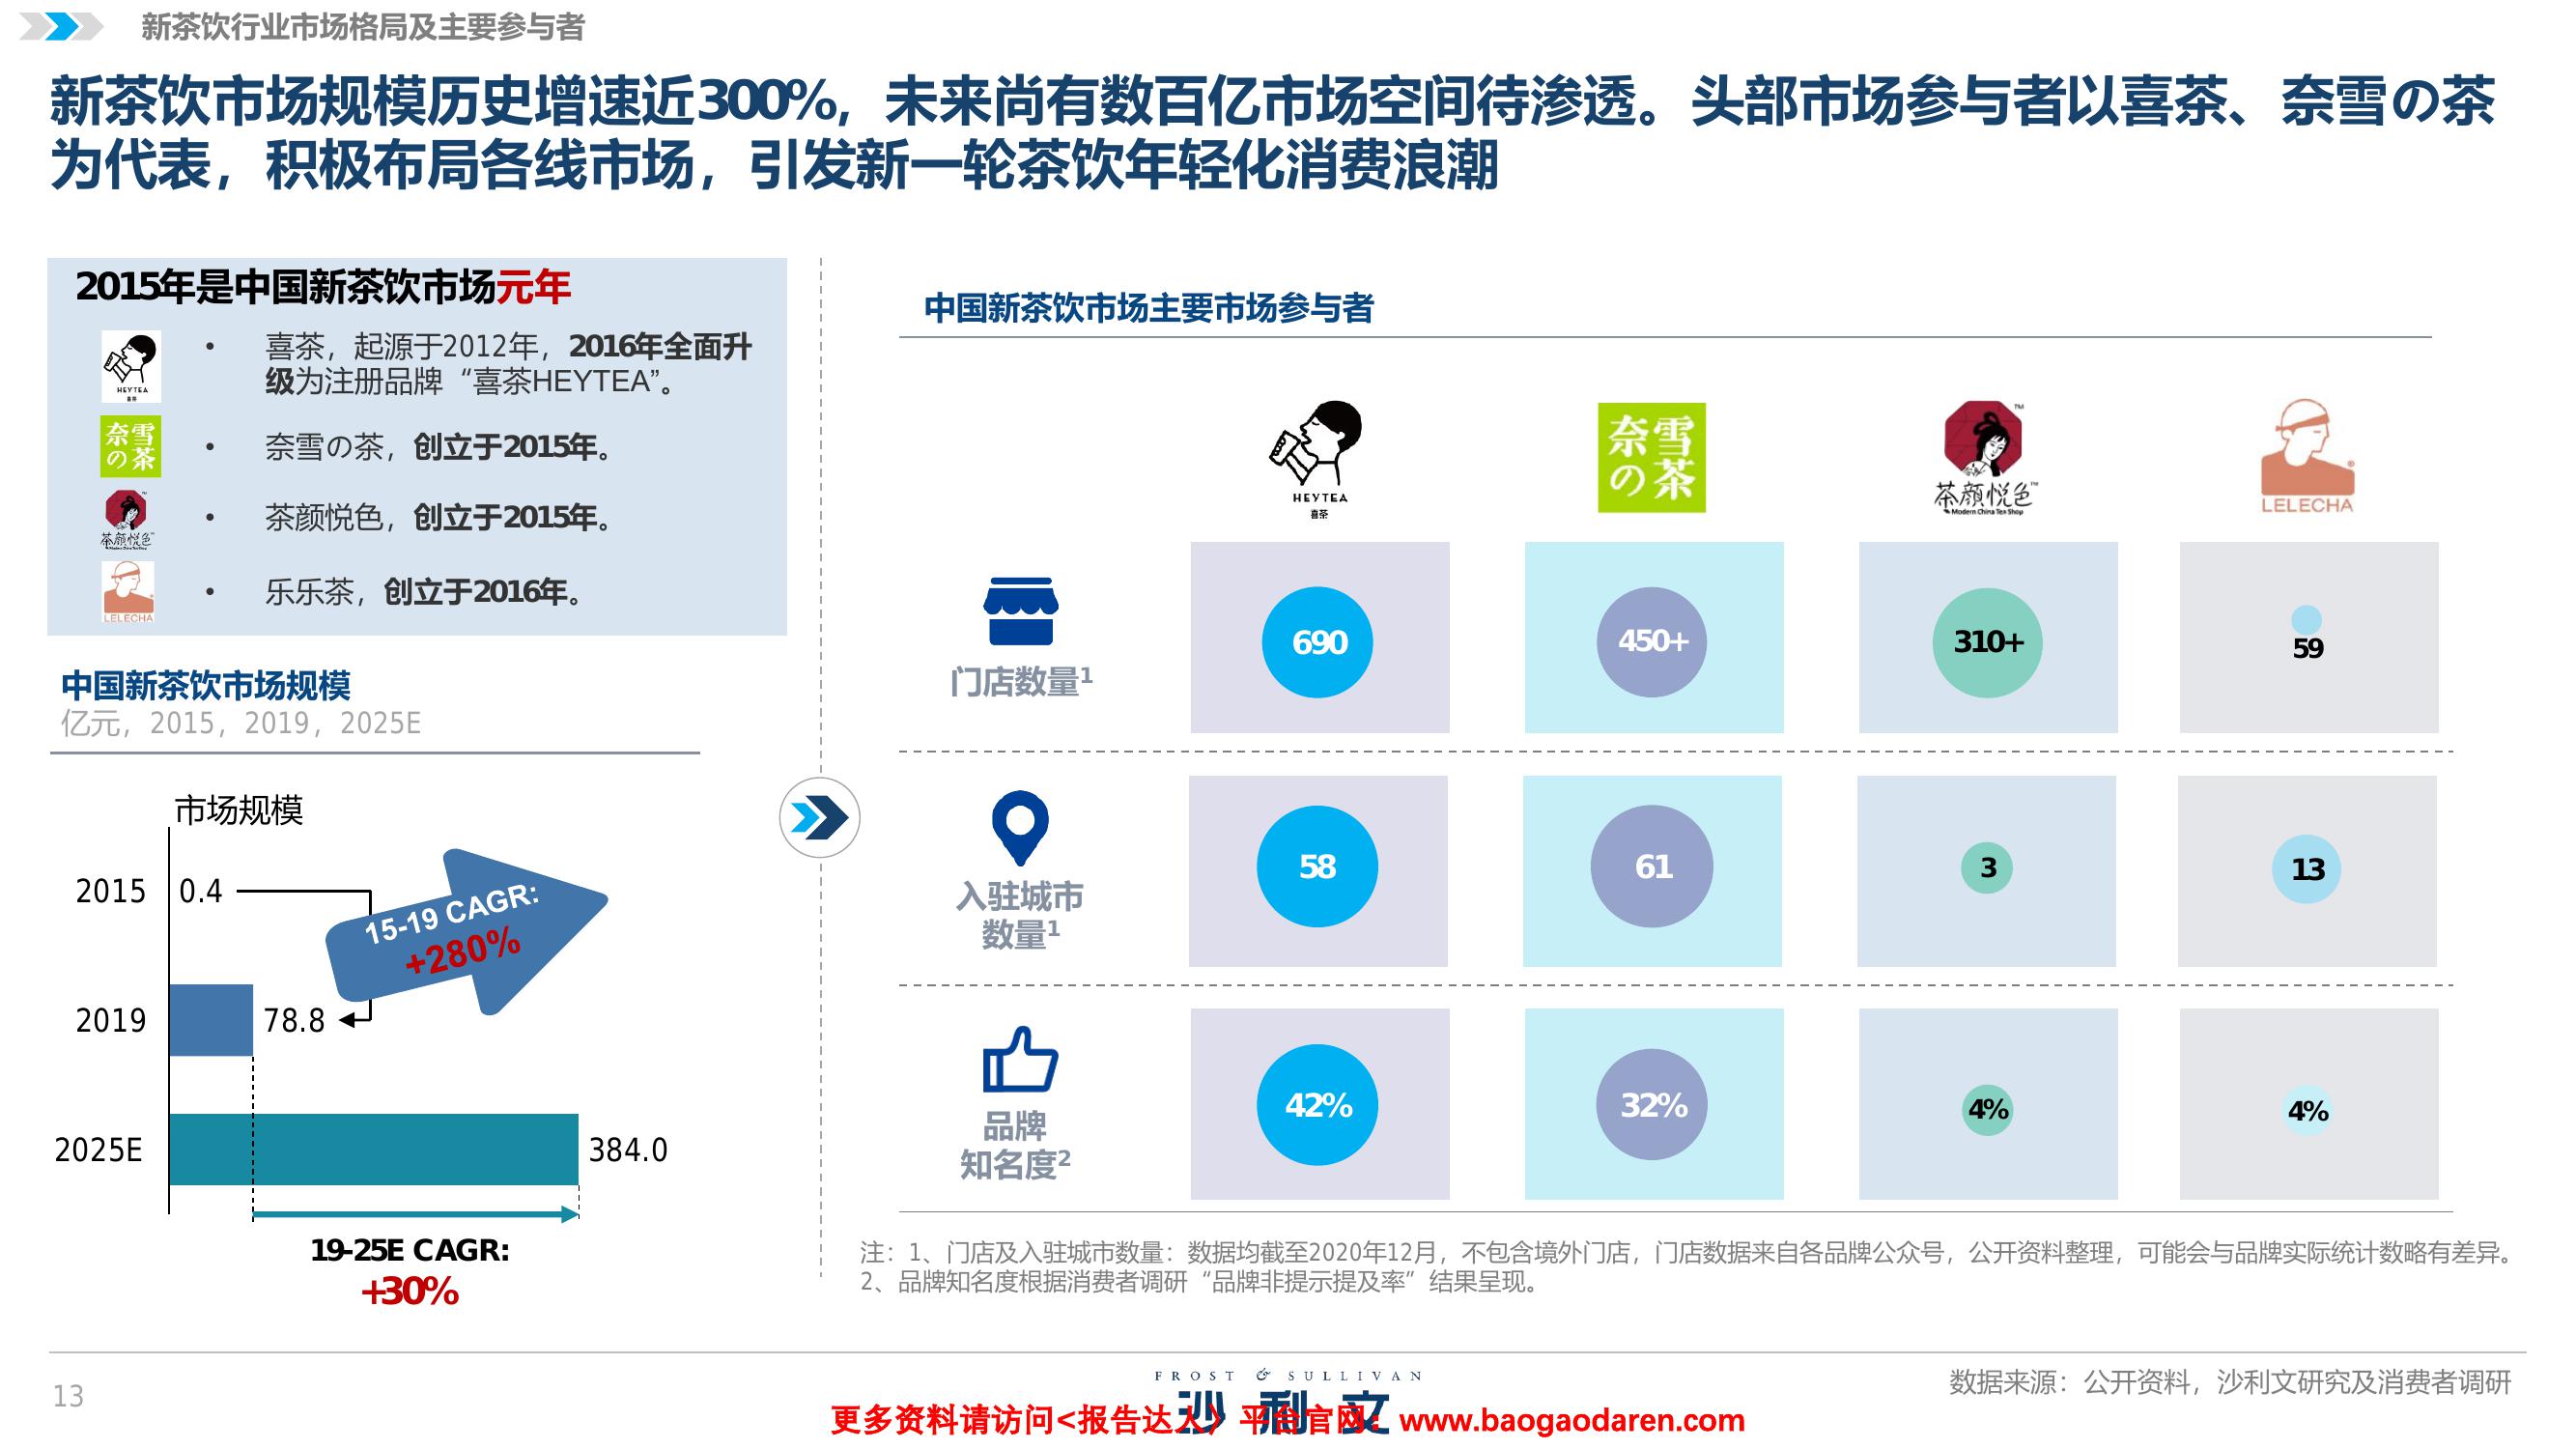 新茶饮行业市场格局及主要参与者
新茶饮市场规模历史增速近300%，未来尚有数百亿市场空间待渗透。头部市场参与者以喜茶、奈雪の茶
为代表，积极布局各线市场，引发新一轮茶饮年轻化消费浪潮
2015年是中国新茶饮市场元年
HEYTEA
喜茶
• 喜茶，起源于2012年，2016年全面升
级为注册品牌“喜茶HEYTEA”。
奈雪
の茶
• 奈雪の茶，创立于2015年。
茶颜悦色
Modern China Tea Shop
• 茶颜悦色，创立于2015年。
LELECHA
• 乐乐茶，创立于2016年。
中国新茶饮市场规模
亿元，2015，2019，2025E
市场规模
2015 0.4
15-19 CAGR:
+280%
2019 78.8
2025E 384.0
19-25E CAGR:
+30%
中国新茶饮市场主要市场参与者
HEYTEA
喜茶
奈雪
の茶
茶颜悦色™
Modern China Tea Shop
LELECHA®
门店数量¹ 690 450+ 310+ 59
入驻城市
数量¹
58 61 3 13
品牌
知名度²
42% 32% 4% 4%
注：1、门店及入驻城市数量：数据均截至2020年12月，不包含境外门店，门店数据来自各品牌公众号，公开资料整理，可能会与品牌实际统计数略有差异。
2、品牌知名度根据消费者调研“品牌非提示提及率”结果呈现。
13
FROST & SULLIVAN
沙利文
更多资料请访问<报告达人> 平台官网：www.baogaodaren.com
数据来源：公开资料，沙利文研究及消费者调研